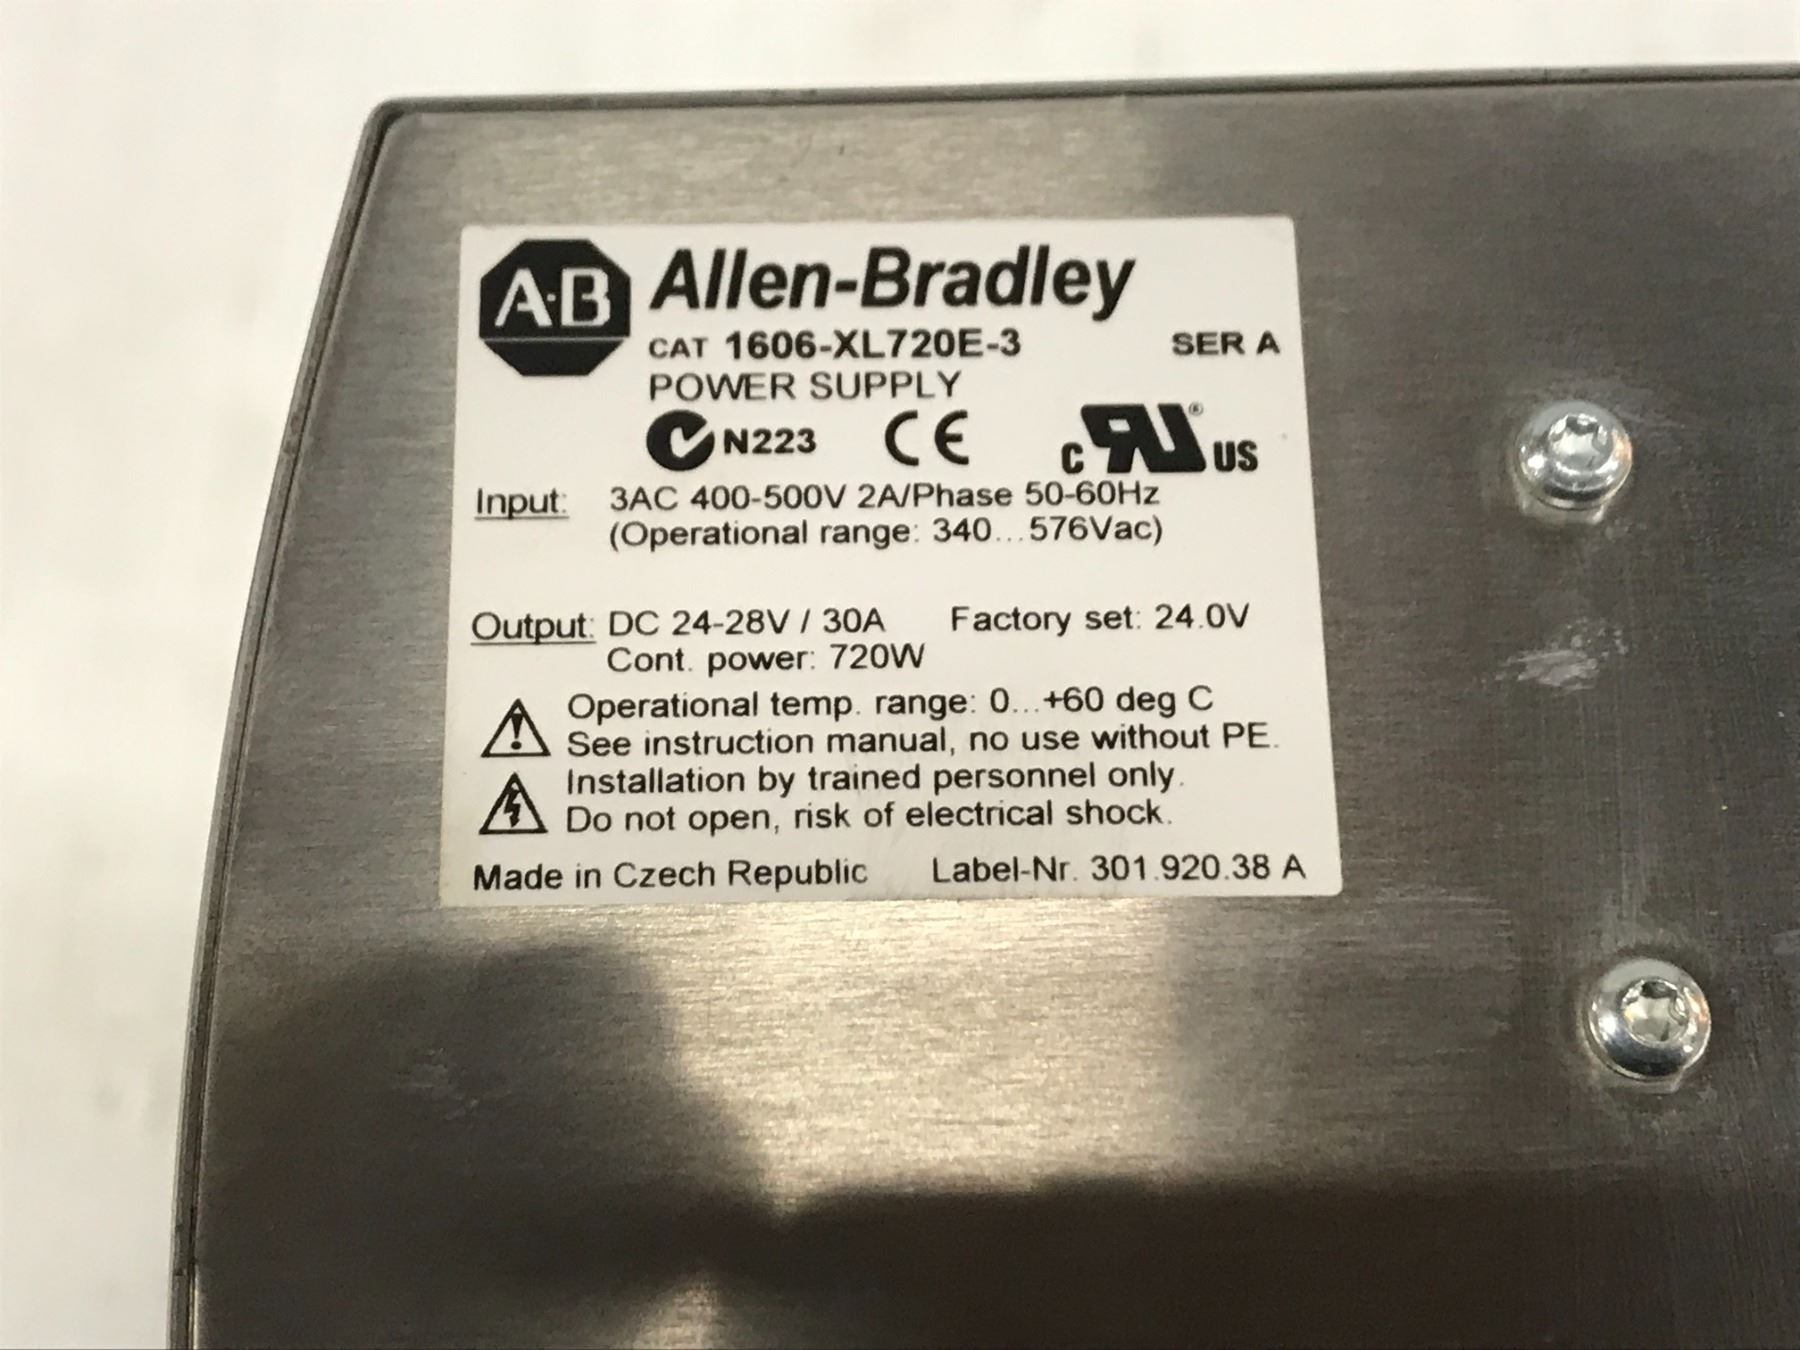 A-B Allen-Bradley
CAT 1606-XL720E-3 SER A
POWER SUPPLY
N223 CE C RU ® US
Input: 3AC 400-500V 2A/Phase 50-60Hz
(Operational range: 340...576Vac)
Output: DC 24-28V / 30A Factory set: 24.0V
Cont. power: 720W
Operational temp. range: 0...+60 deg C
See instruction manual, no use without PE.
Installation by trained personnel only.
Do not open, risk of electrical shock.
Made in Czech Republic Label-Nr. 301.920.38 A